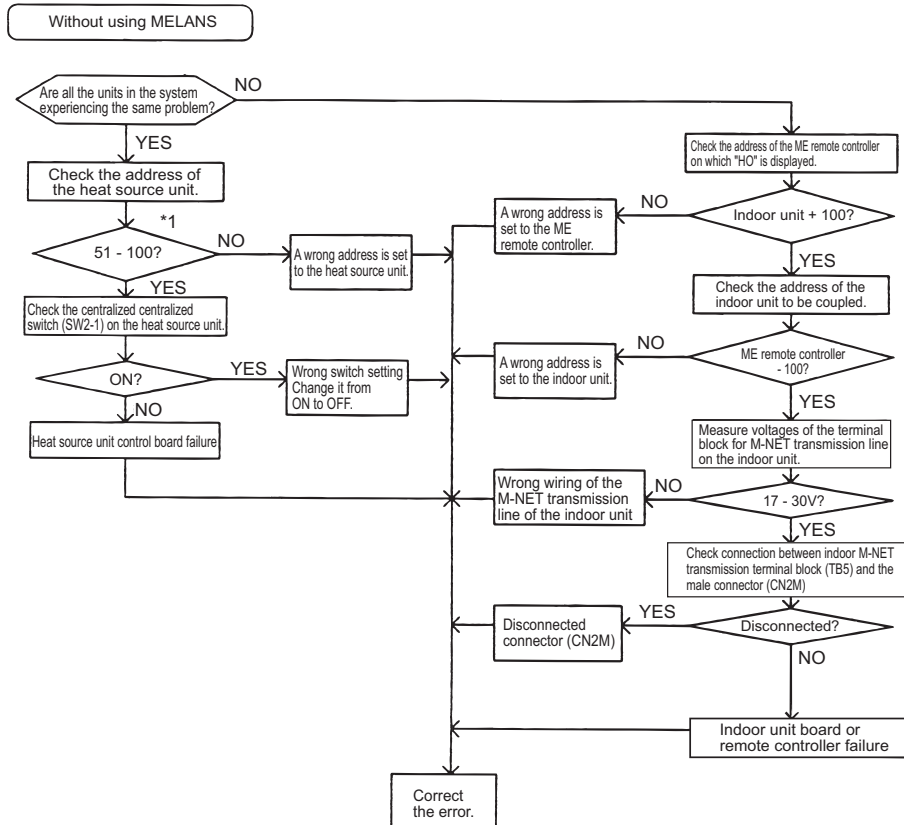 Without using MELANS
Are all the units in the system
experiencing the same problem?
NO
YES
Check the address of
the heat source unit.
*1
51 - 100?
NO
A wrong address is set
to the heat source unit.
YES
Check the centralized centralized
switch (SW2-1) on the heat source unit.
ON?
YES
Wrong switch setting
Change it from
ON to OFF.
NO
Heat source unit control board failure
Check the address of the ME remote controller
on which "HO" is displayed.
Indoor unit + 100?
NO
A wrong address is
set to the ME
remote controller.
YES
Check the address of the
indoor unit to be coupled.
ME remote controller
- 100?
NO
A wrong address is
set to the indoor unit.
YES
Measure voltages of the terminal
block for M-NET transmission line
on the indoor unit.
17 - 30V?
NO
Wrong wiring of the
M-NET transmission
line of the indoor unit
YES
Check connection between indoor M-NET
transmission terminal block (TB5) and the
male connector (CN2M)
Disconnected?
YES
Disconnected
connector (CN2M)
NO
Indoor unit board or
remote controller failure
Correct
the error.